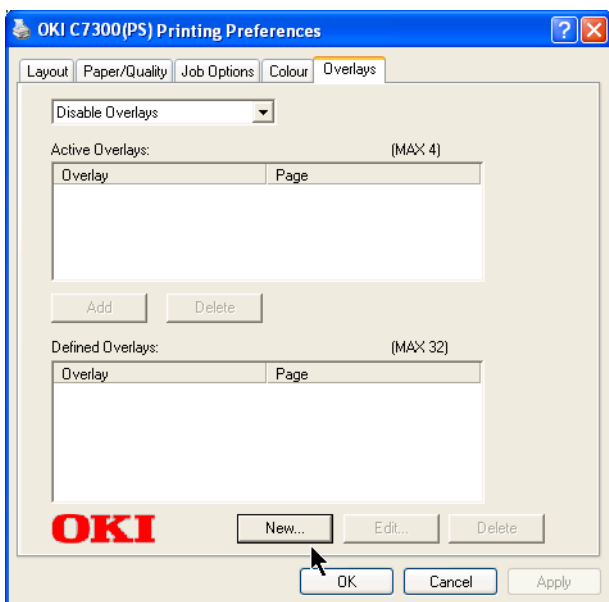 OKI C7300(PS) Printing Preferences
Layout Paper/Quality Job Options Colour Overlays
Disable Overlays
Active Overlays: (MAX 4)
Overlay Page
Add Delete
Defined Overlays: (MAX 32)
Overlay Page
OKI New... Edit... Delete
OK Cancel Apply